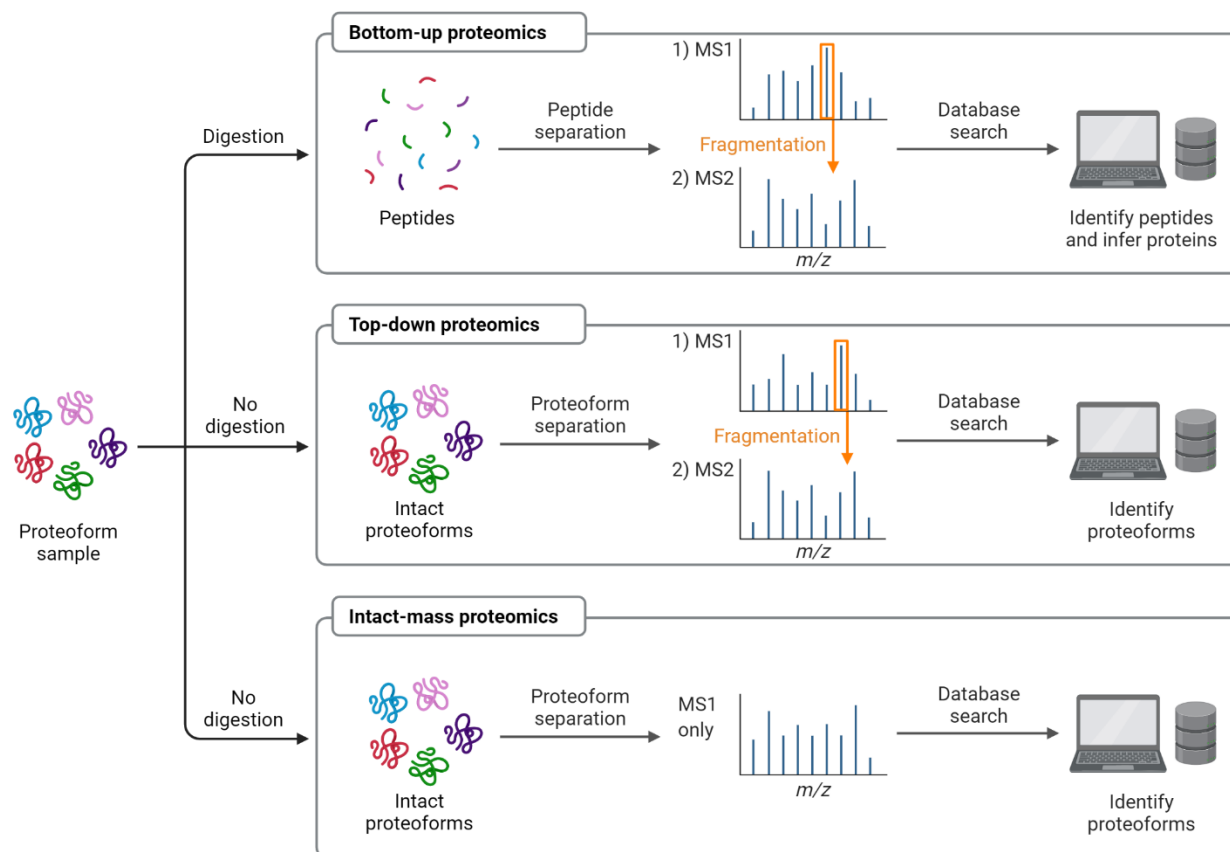 Bottom-up proteomics
Digestion
Peptides
Peptide
separation
1) MS1
Fragmentation
2) MS2
m/z
Database
search
Identify peptides
and infer proteins
Proteoform
sample
Top-down proteomics
No
digestion
Intact
proteoforms
Proteoform
separation
1) MS1
Fragmentation
2) MS2
m/z
Database
search
Identify
proteoforms
Intact-mass proteomics
No
digestion
Intact
proteoforms
Proteoform
separation
MS1
only
m/z
Database
search
Identify
proteoforms